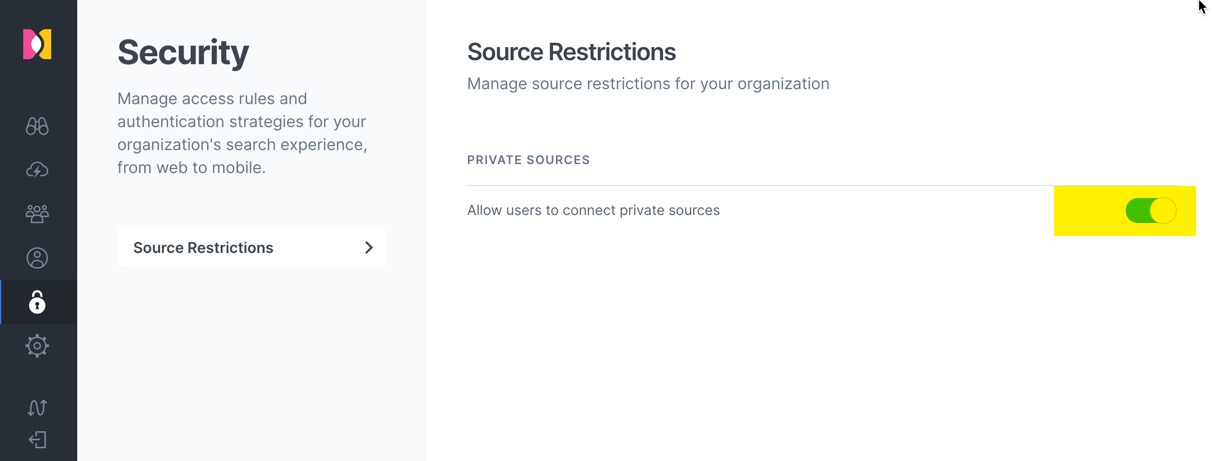 Security
Manage access rules and
authentication strategies for your
organization's search experience,
from web to mobile.
Source Restrictions
Source Restrictions
Manage source restrictions for your organization
PRIVATE SOURCES
Allow users to connect private sources